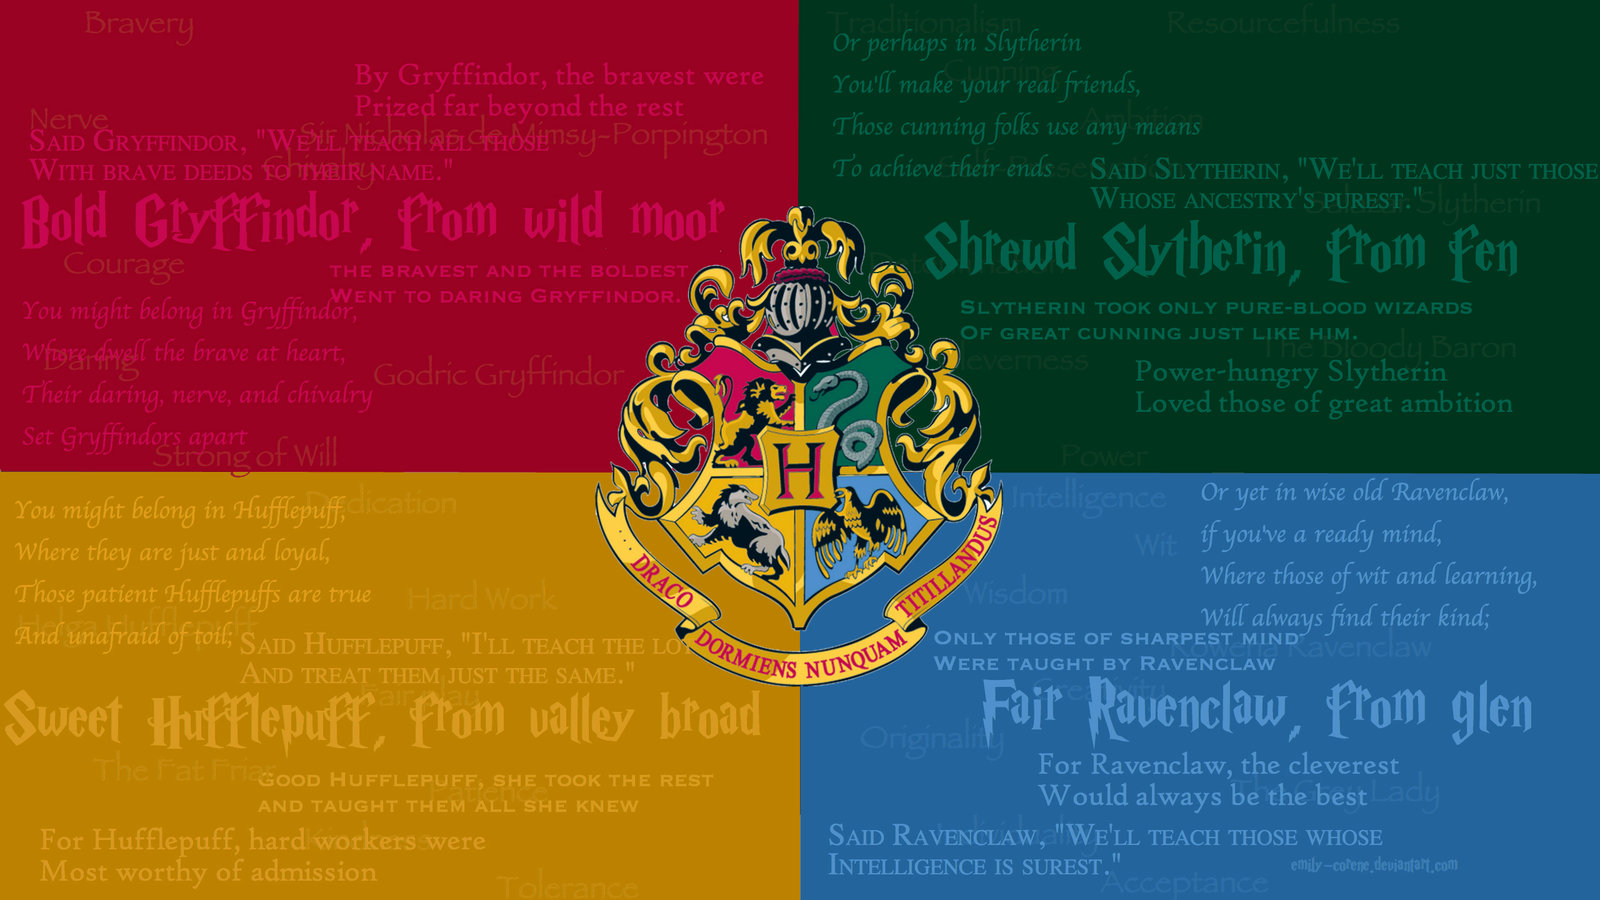 Bravery
By Gryffindor, the bravest were
Prized far beyond the rest
Nerve
Sir Nicholas de Mimsy-Porpington
SAID GRYFFINDOR, "WE'LL TEACH ALL THOSE
WITH BRAVE DEEDS TO THEIR NAME."
Chivalry
Bold Gryffindor, from wild moor
Courage
THE BRAVEST AND THE BOLDEST
WENT TO DARING GRYFFINDOR.
You might belong in Gryffindor,
Where dwell the brave at heart,
Their daring, nerve, and chivalry
Set Gryffindors apart
Daring
Godric Gryffindor
Strong of Will
Traditionalism
Resourcefulness
Or perhaps in Slytherin
You'll make your real friends,
Those cunning folks use any means
To achieve their ends
Cunning
Ambition
SAID SLYTHERIN, "WE'LL TEACH JUST THOSE
WHOSE ANCESTRY'S PUREST."
Salazar Slytherin
Shrewd Slytherin, from fen
SLYTHERIN TOOK ONLY PURE-BLOOD WIZARDS
OF GREAT CUNNING JUST LIKE HIM.
The Bloody Baron
Cleverness
Power-hungry Slytherin
Loved those of great ambition
Power
H
DRACO DORMIENS NUNQUAM TITILLANDUS
You might belong in Hufflepuff,
Where they are just and loyal,
Those patient Hufflepuffs are true
And unafraid of toil;
Dedication
Hard Work
Helga Hufflepuff
SAID HUFFLEPUFF, "I'LL TEACH THE
AND TREAT THEM JUST THE SAME."
Fair play
Sweet Hufflepuff, from valley broad
The Fat Friar
GOOD HUFFLEPUFF, SHE TOOK THE REST
AND TAUGHT THEM ALL SHE KNEW
Patience
For Hufflepuff, hard workers were
Most worthy of admission
Kindness
Tolerance
Intelligence
Or yet in wise old Ravenclaw,
if you've a ready mind,
Where those of wit and learning,
Will always find their kind;
Wit
Wisdom
ONLY THOSE OF SHARPEST MIND
WERE TAUGHT BY RAVENCLAW
Rowena Ravenclaw
Creativity
Fair Ravenclaw, from glen
Originality
For Ravenclaw, the cleverest
Would always be the best
The Gray Lady
Individuality
SAID RAVENCLAW, "WE'LL TEACH THOSE WHOSE
INTELLIGENCE IS SUREST."
emily-corene.deviantart.com
Acceptance